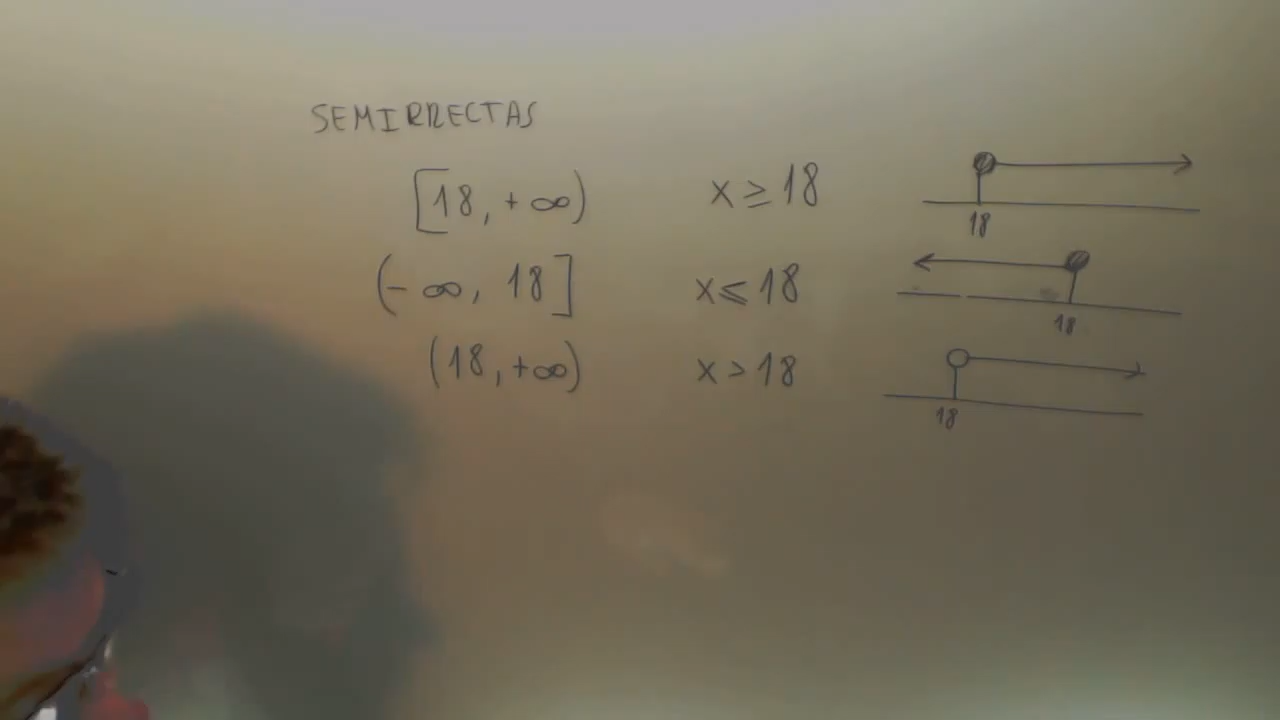 SEMIRRECTAS
[18, +∞) x ≥ 18
18
(-∞, 18] x ≤ 18
18
(18, +∞) x > 18
18